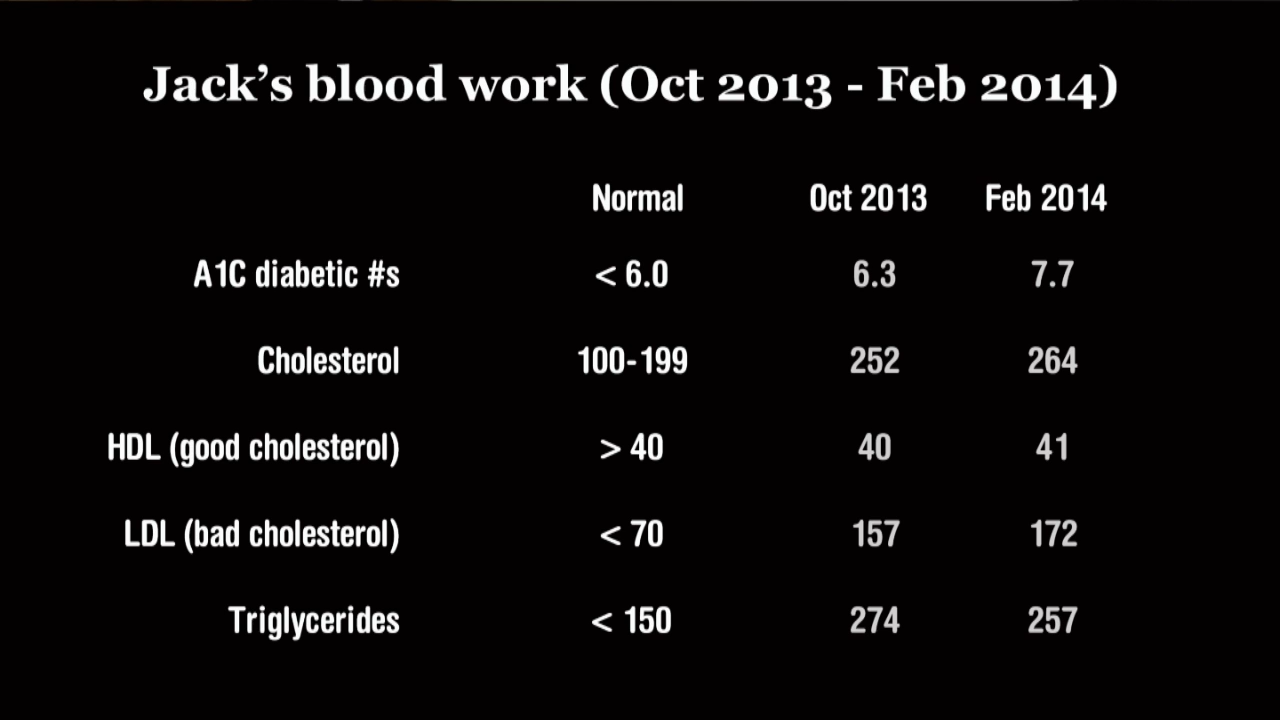 Jack's blood work (Oct 2013 - Feb 2014)
Normal Oct 2013 Feb 2014
A1C diabetic #s < 6.0 6.3 7.7
Cholesterol 100-199 252 264
HDL (good cholesterol) > 40 40 41
LDL (bad cholesterol) < 70 157 172
Triglycerides < 150 274 257